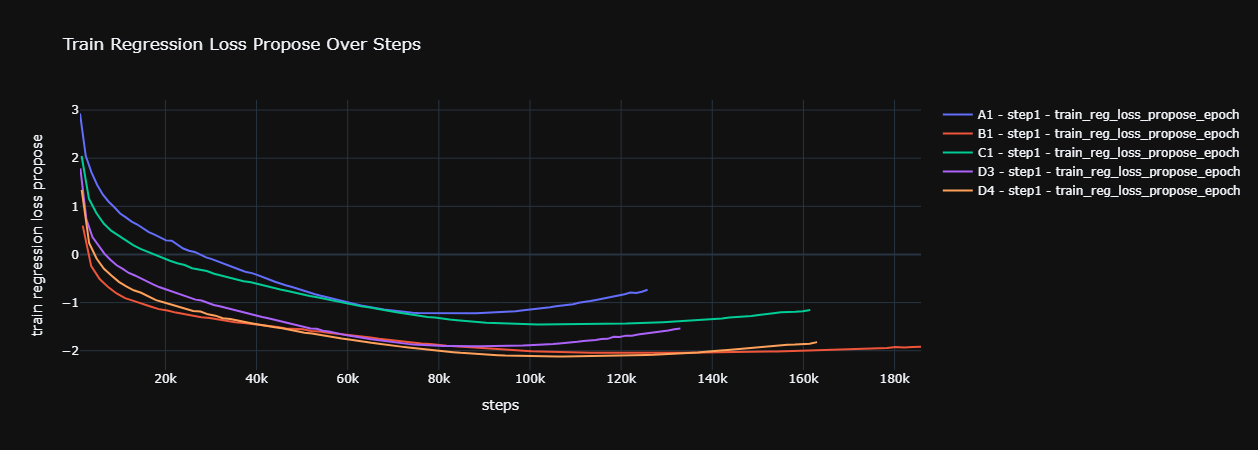 Train Regression Loss Propose Over Steps
train regression loss propose
3
2
1
0
−1
−2
20k 40k 60k 80k 100k 120k 140k 160k 180k
steps
A1 - step1 - train_reg_loss_propose_epoch
B1 - step1 - train_reg_loss_propose_epoch
C1 - step1 - train_reg_loss_propose_epoch
D3 - step1 - train_reg_loss_propose_epoch
D4 - step1 - train_reg_loss_propose_epoch